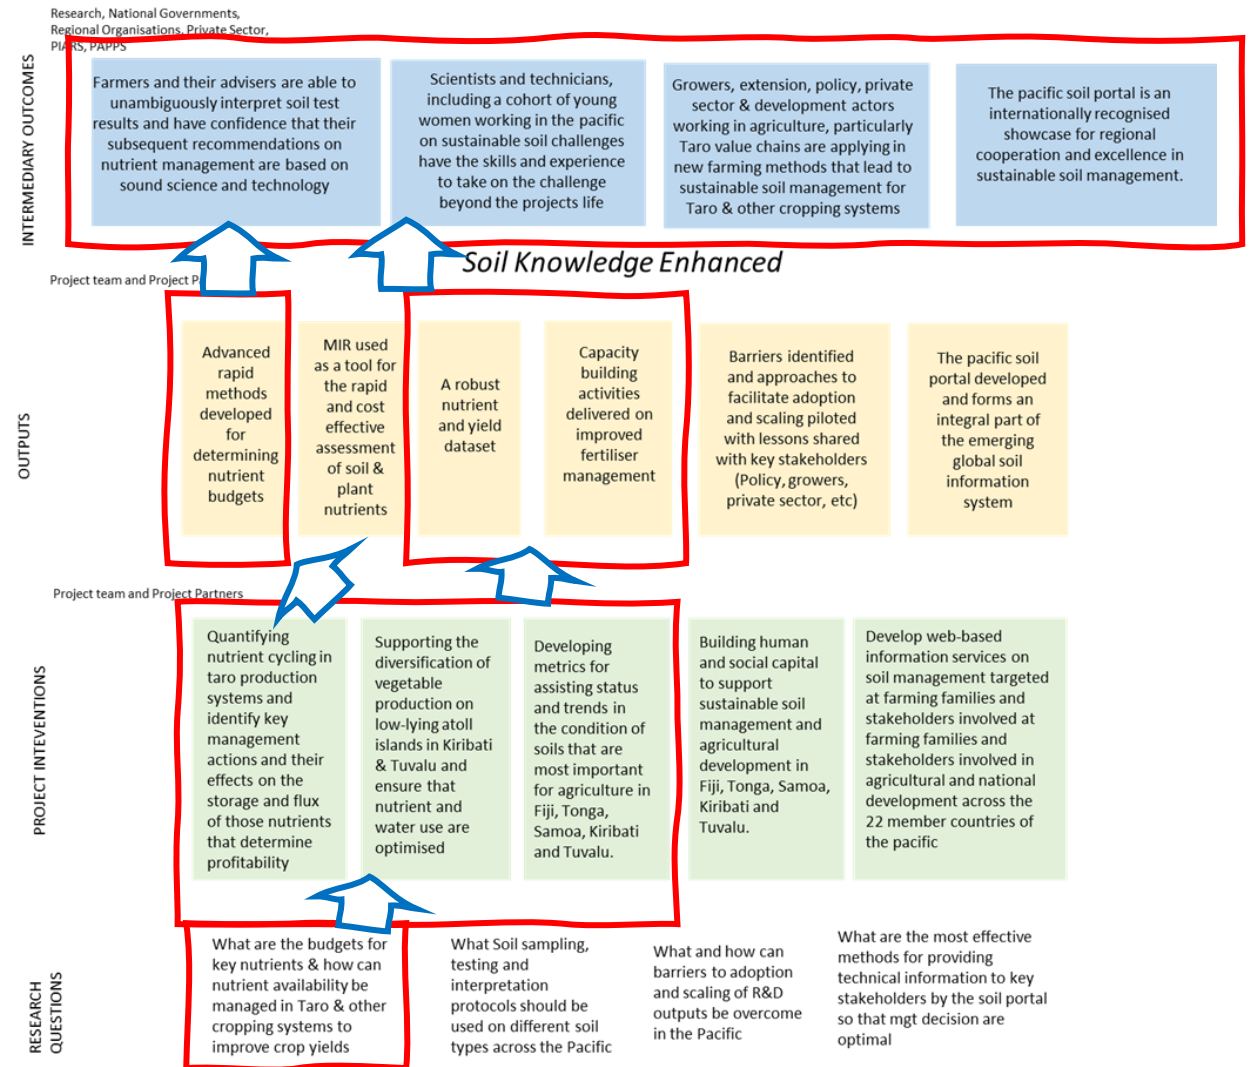 Research, National Governments,
Regional Organisations, Private Sector,
PIARS, PAPPS
INTERMEDIARY OUTCOMES
Farmers and their advisers are able to
unambiguously interpret soil test
results and have confidence that their
subsequent recommendations on
nutrient management are based on
sound science and technology
Scientists and technicians,
including a cohort of young
women working in the pacific
on sustainable soil challenges
have the skills and experience
to take on the challenge
beyond the projects life
Growers, extension, policy, private
sector & development actors
working in agriculture, particularly
Taro value chains are applying in
new farming methods that lead to
sustainable soil management for
Taro & other cropping systems
The pacific soil portal is an
internationally recognised
showcase for regional
cooperation and excellence in
sustainable soil management.
Soil Knowledge Enhanced
Project team and Project P
OUTPUTS
Advanced
rapid
methods
developed
for
determining
nutrient
budgets
MIR used
as a tool for
the rapid
and cost
effective
assessment
of soil &
plant
nutrients
A robust
nutrient
and yield
dataset
Capacity
building
activities
delivered on
improved
fertiliser
management
Barriers identified
and approaches to
facilitate adoption
and scaling piloted
with lessons shared
with key stakeholders
(Policy, growers,
private sector, etc)
The pacific soil
portal developed
and forms an
integral part of
the emerging
global soil
information
system
Project team and Project Partners
PROJECT INTEVENTIONS
Quantifying
nutrient cycling in
taro production
systems and
identify key
management
actions and their
effects on the
storage and flux
of those nutrients
that determine
profitability
Supporting the
diversification of
vegetable
production on
low-lying atoll
islands in Kiribati
& Tuvalu and
ensure that
nutrient and
water use are
optimised
Developing
metrics for
assisting status
and trends in
the condition of
soils that are
most important
for agriculture in
Fiji, Tonga,
Samoa, Kiribati
and Tuvalu.
Building human
and social capital
to support
sustainable soil
management and
agricultural
development in
Fiji, Tonga, Samoa,
Kiribati and
Tuvalu.
Develop web-based
information services on
soil management targeted
at farming families and
stakeholders involved at
farming families and
stakeholders involved in
agricultural and national
development across the
22 member countries of
the pacific
RESEARCH
QUESTIONS
What are the budgets for
key nutrients & how can
nutrient availability be
managed in Taro & other
cropping systems to
improve crop yields
What Soil sampling,
testing and
interpretation
protocols should be
used on different soil
types across the Pacific
What and how can
barriers to adoption
and scaling of R&D
outputs be overcome
in the Pacific
What are the most effective
methods for providing
technical information to key
stakeholders by the soil portal
so that mgt decision are
optimal